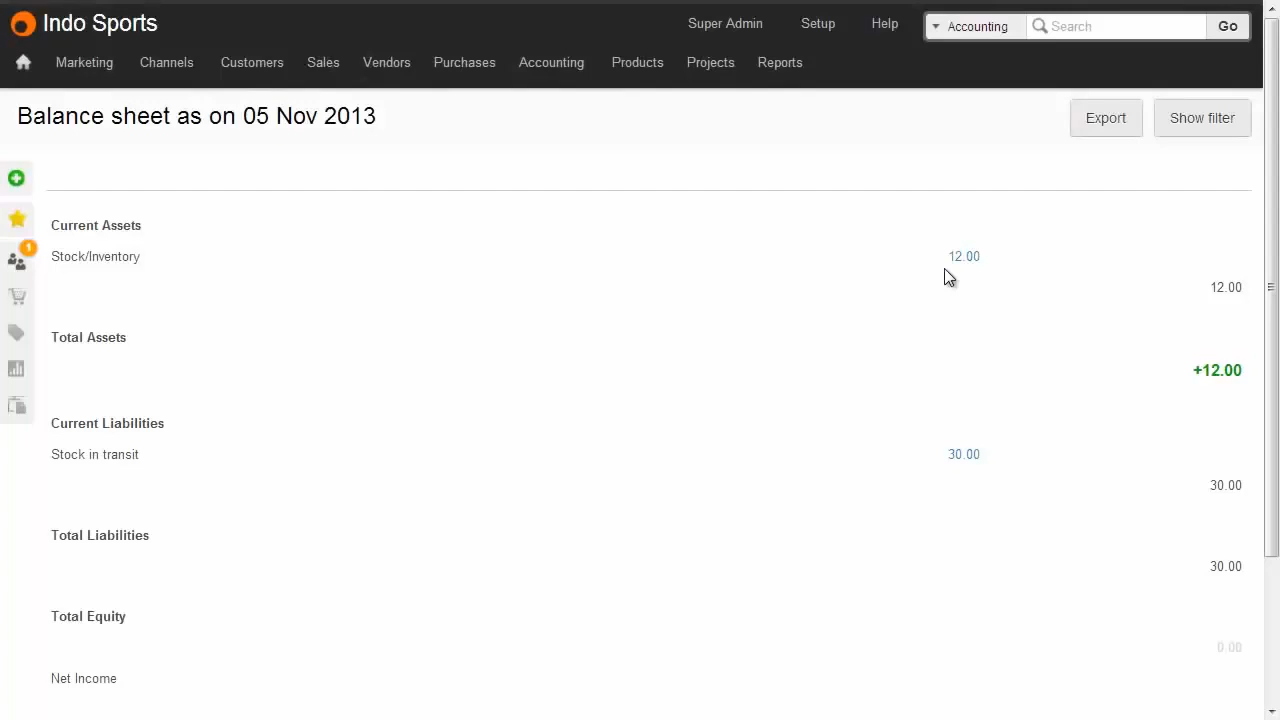 Indo Sports
Super Admin Setup Help Accounting Search Go
Marketing Channels Customers Sales Vendors Purchases Accounting Products Projects Reports
Balance sheet as on 05 Nov 2013
Export Show filter
Current Assets
1
Stock/Inventory 12.00
12.00
Total Assets
+12.00
Current Liabilities
Stock in transit 30.00
30.00
Total Liabilities
30.00
Total Equity
0.00
Net Income